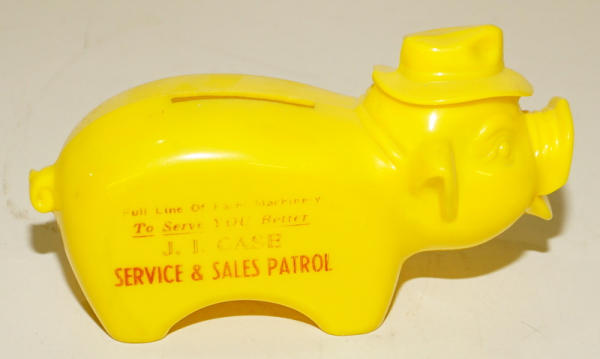 Full Line Of Farm Machinery
To Serve YOU Better
J. I. CASE
SERVICE & SALES PATROL